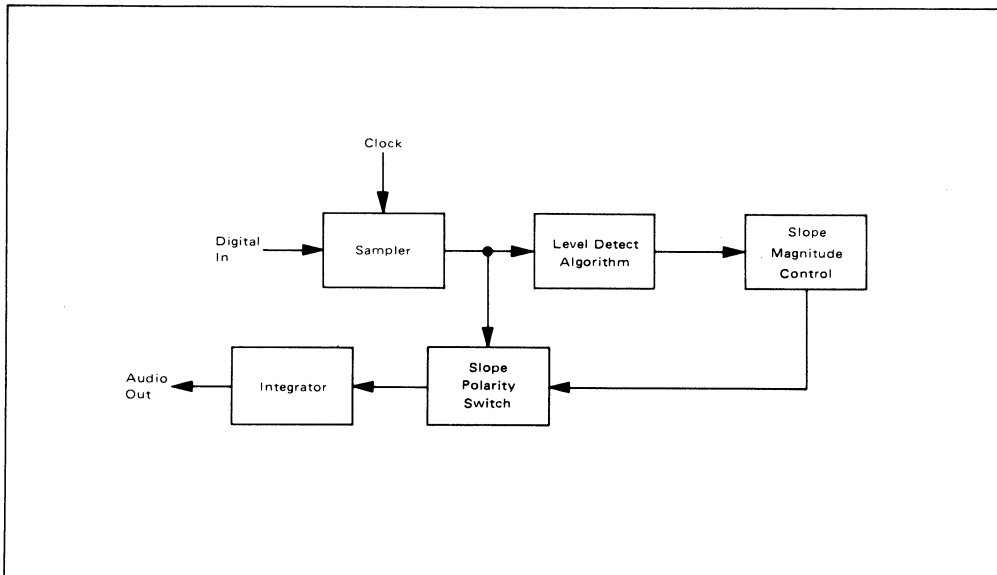 Clock
Digital
In
Sampler
Level Detect
Algorithm
Slope
Magnitude
Control
Audio
Out
Integrator
Slope
Polarity
Switch